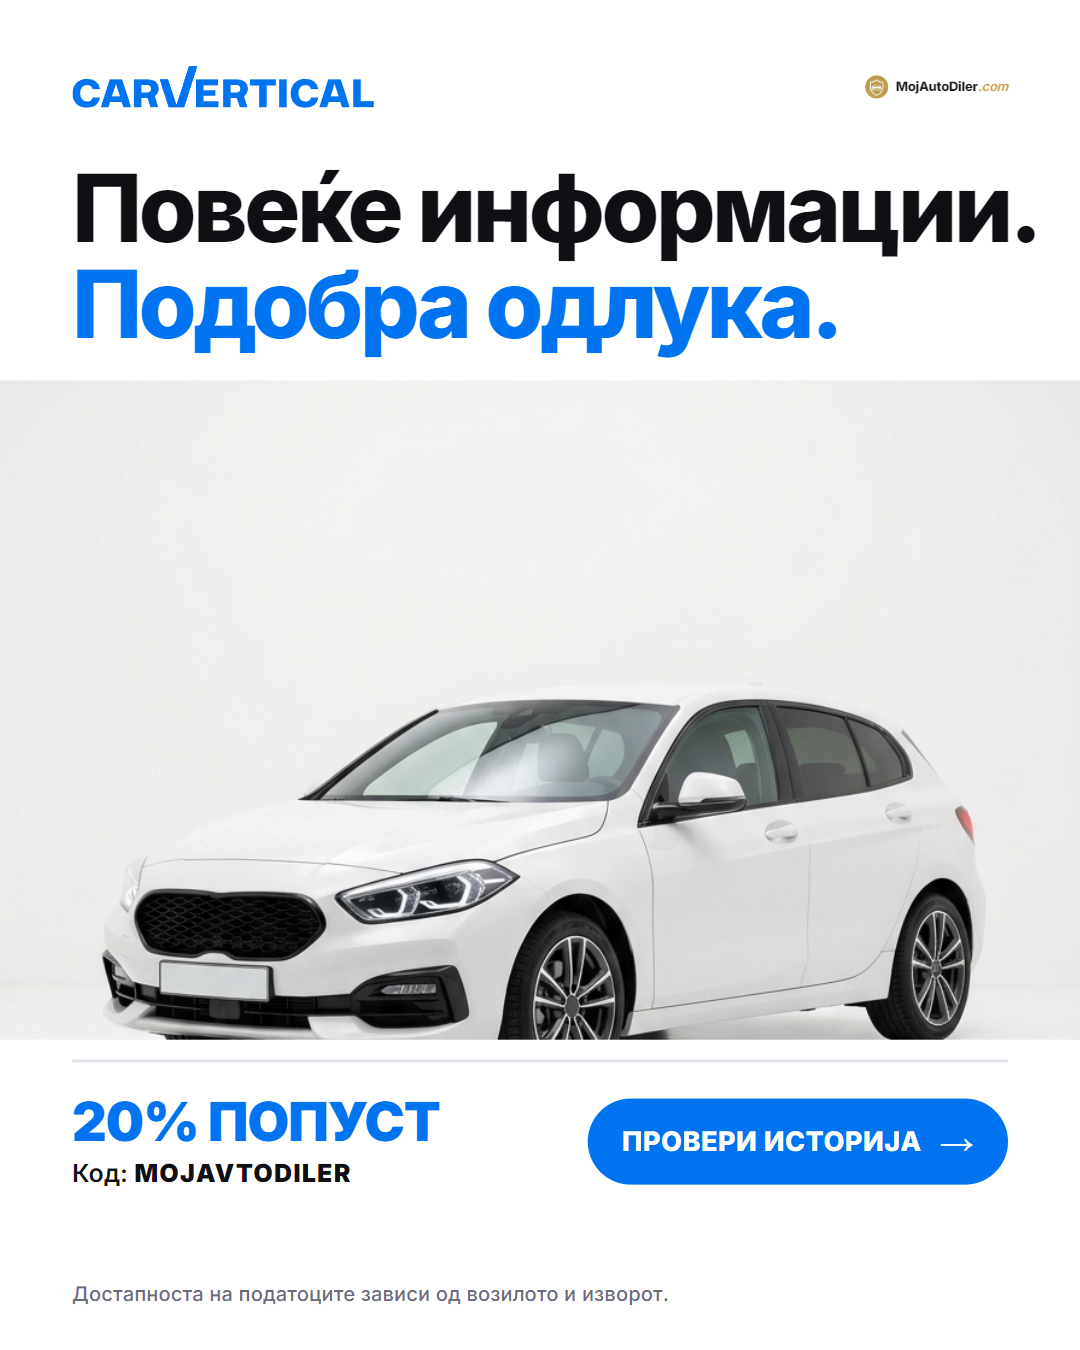 CARVERTICAL
MojAutoDiler.com
Повеќе информации.
Подобра одлука.
20% ПОПУСТ
Код: MOJAVTODILER
ПРОВЕРИ ИСТОРИЈА →
Достапноста на податоците зависи од возилото и изворот.